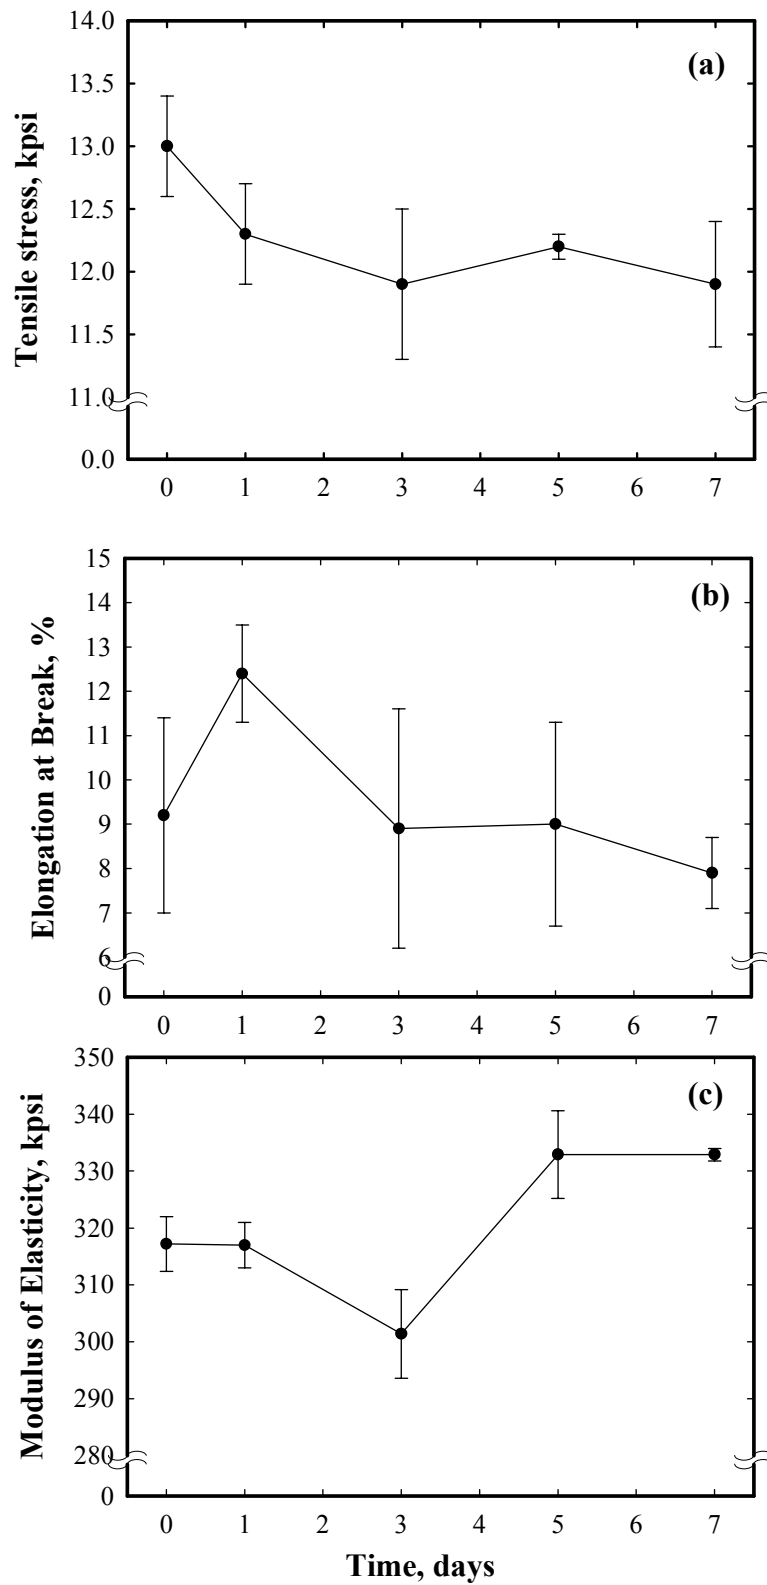 (a)
Tensile stress, kpsi
14.0
13.5
13.0
12.5
12.0
11.5
11.0
0.0
0 1 2 3 4 5 6 7
(b)
Elongation at Break, %
15
14
13
12
11
10
9
8
7
6
0
0 1 2 3 4 5 6 7
(c)
Modulus of Elasticity, kpsi
350
340
330
320
310
300
290
280
0
0 1 2 3 4 5 6 7
Time, days